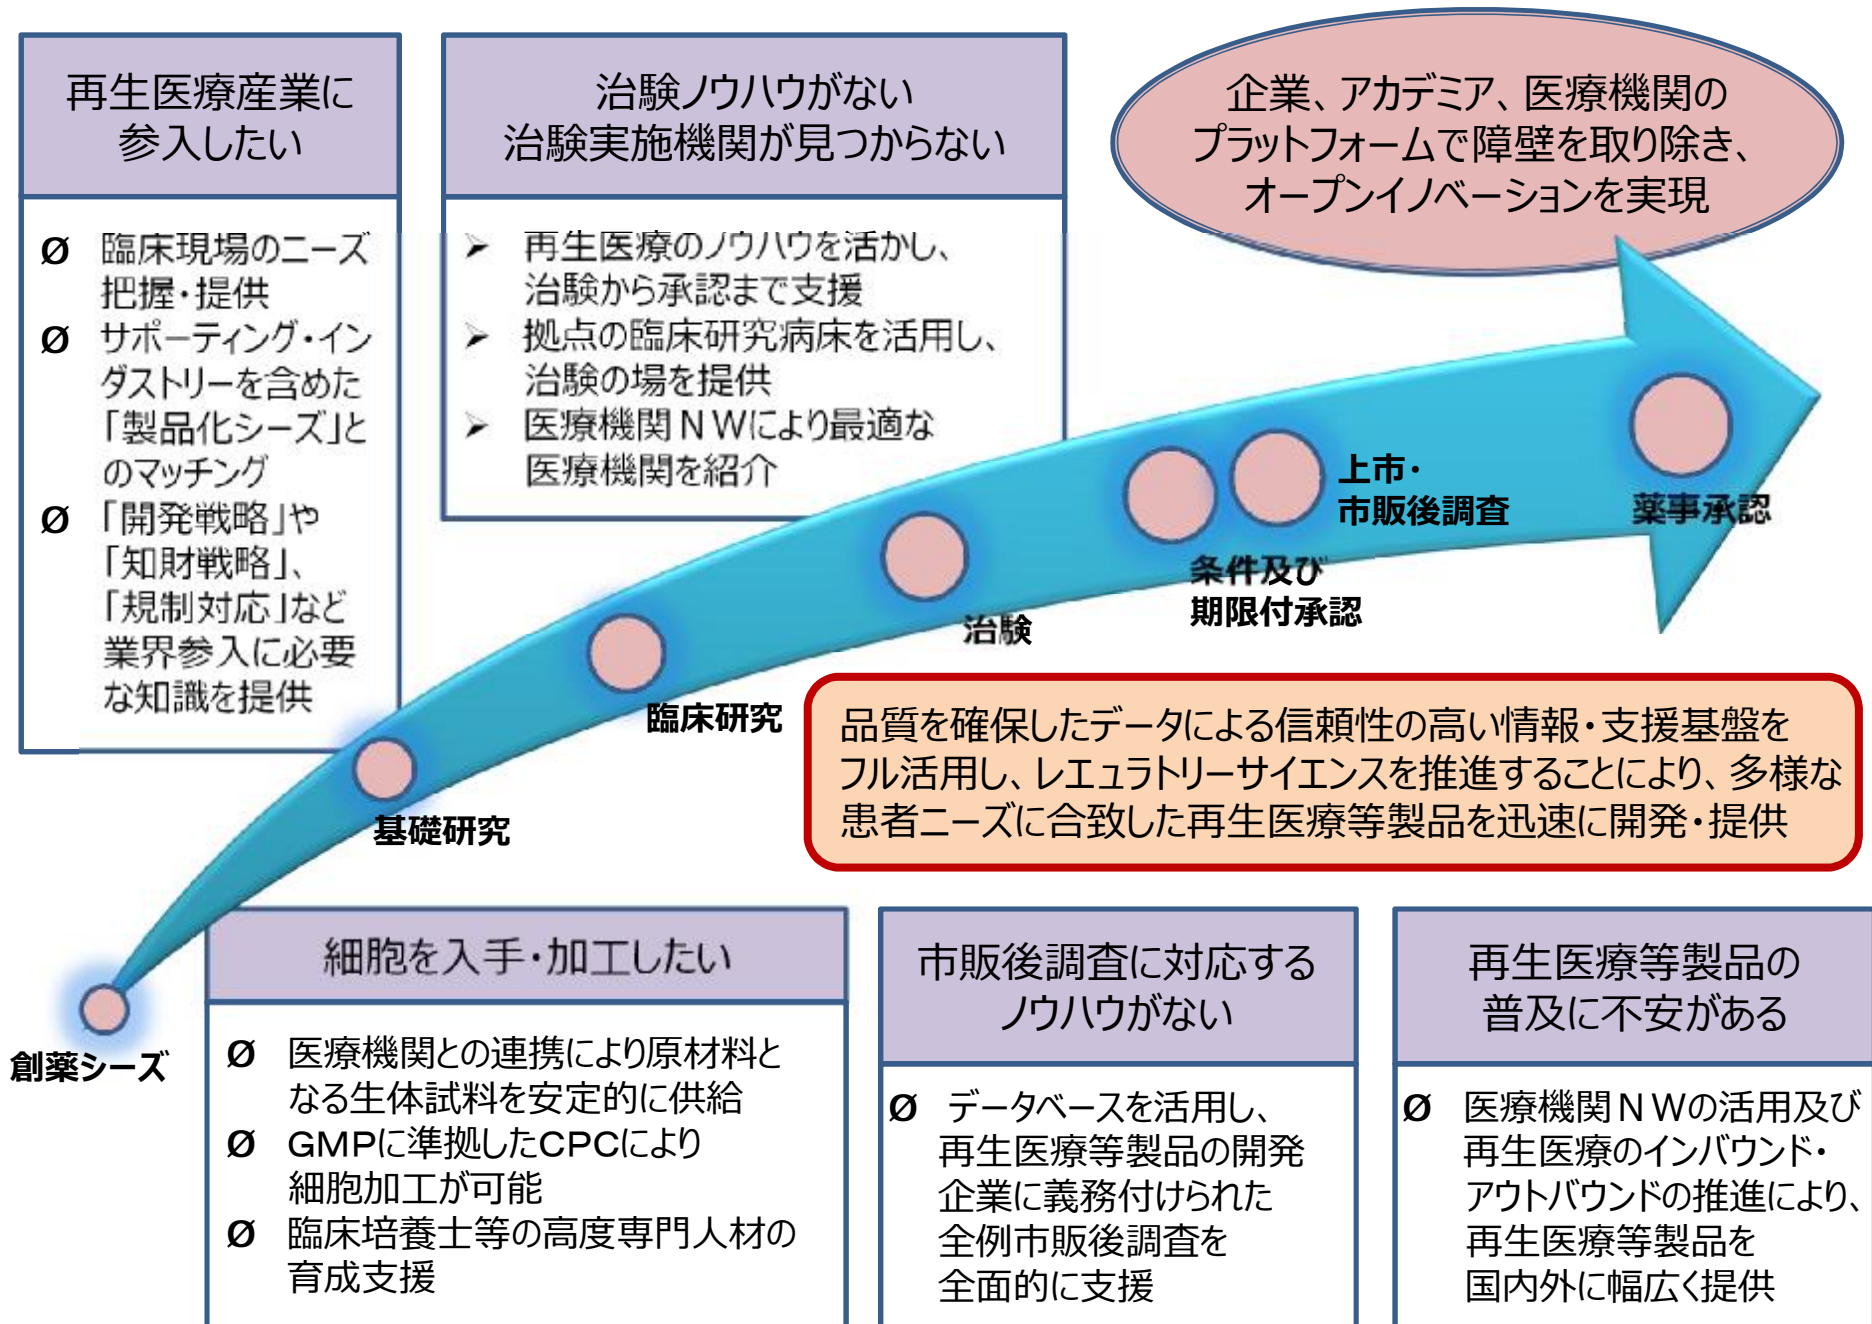 再生医療産業に
参入したい
Ø 臨床現場のニーズ
把握・提供
Ø サポーティング・イン
ダストリーを含めた
「製品化シーズ」と
のマッチング
Ø 「開発戦略」や
「知財戦略」、
「規制対応」など
業界参入に必要
な知識を提供
治験ノウハウがない
治験実施機関が見つからない
➢ 再生医療のノウハウを活かし、
治験から承認まで支援
➢ 拠点の臨床研究病床を活用し、
治験の場を提供
➢ 医療機関ＮＷにより最適な
医療機関を紹介
企業、アカデミア、医療機関の
プラットフォームで障壁を取り除き、
オープンイノベーションを実現
創薬シーズ
基礎研究
臨床研究
治験
条件及び
期限付承認
上市・
市販後調査
薬事承認
品質を確保したデータによる信頼性の高い情報・支援基盤を
フル活用し、レエュラトリーサイエンスを推進することにより、多様な
患者ニーズに合致した再生医療等製品を迅速に開発・提供
細胞を入手・加工したい
Ø 医療機関との連携により原材料と
なる生体試料を安定的に供給
Ø GMPに準拠したCPCにより
細胞加工が可能
Ø 臨床培養士等の高度専門人材の
育成支援
市販後調査に対応する
ノウハウがない
Ø データベースを活用し、
再生医療等製品の開発
企業に義務付けられた
全例市販後調査を
全面的に支援
再生医療等製品の
普及に不安がある
Ø 医療機関ＮＷの活用及び
再生医療のインバウンド・
アウトバウンドの推進により、
再生医療等製品を
国内外に幅広く提供